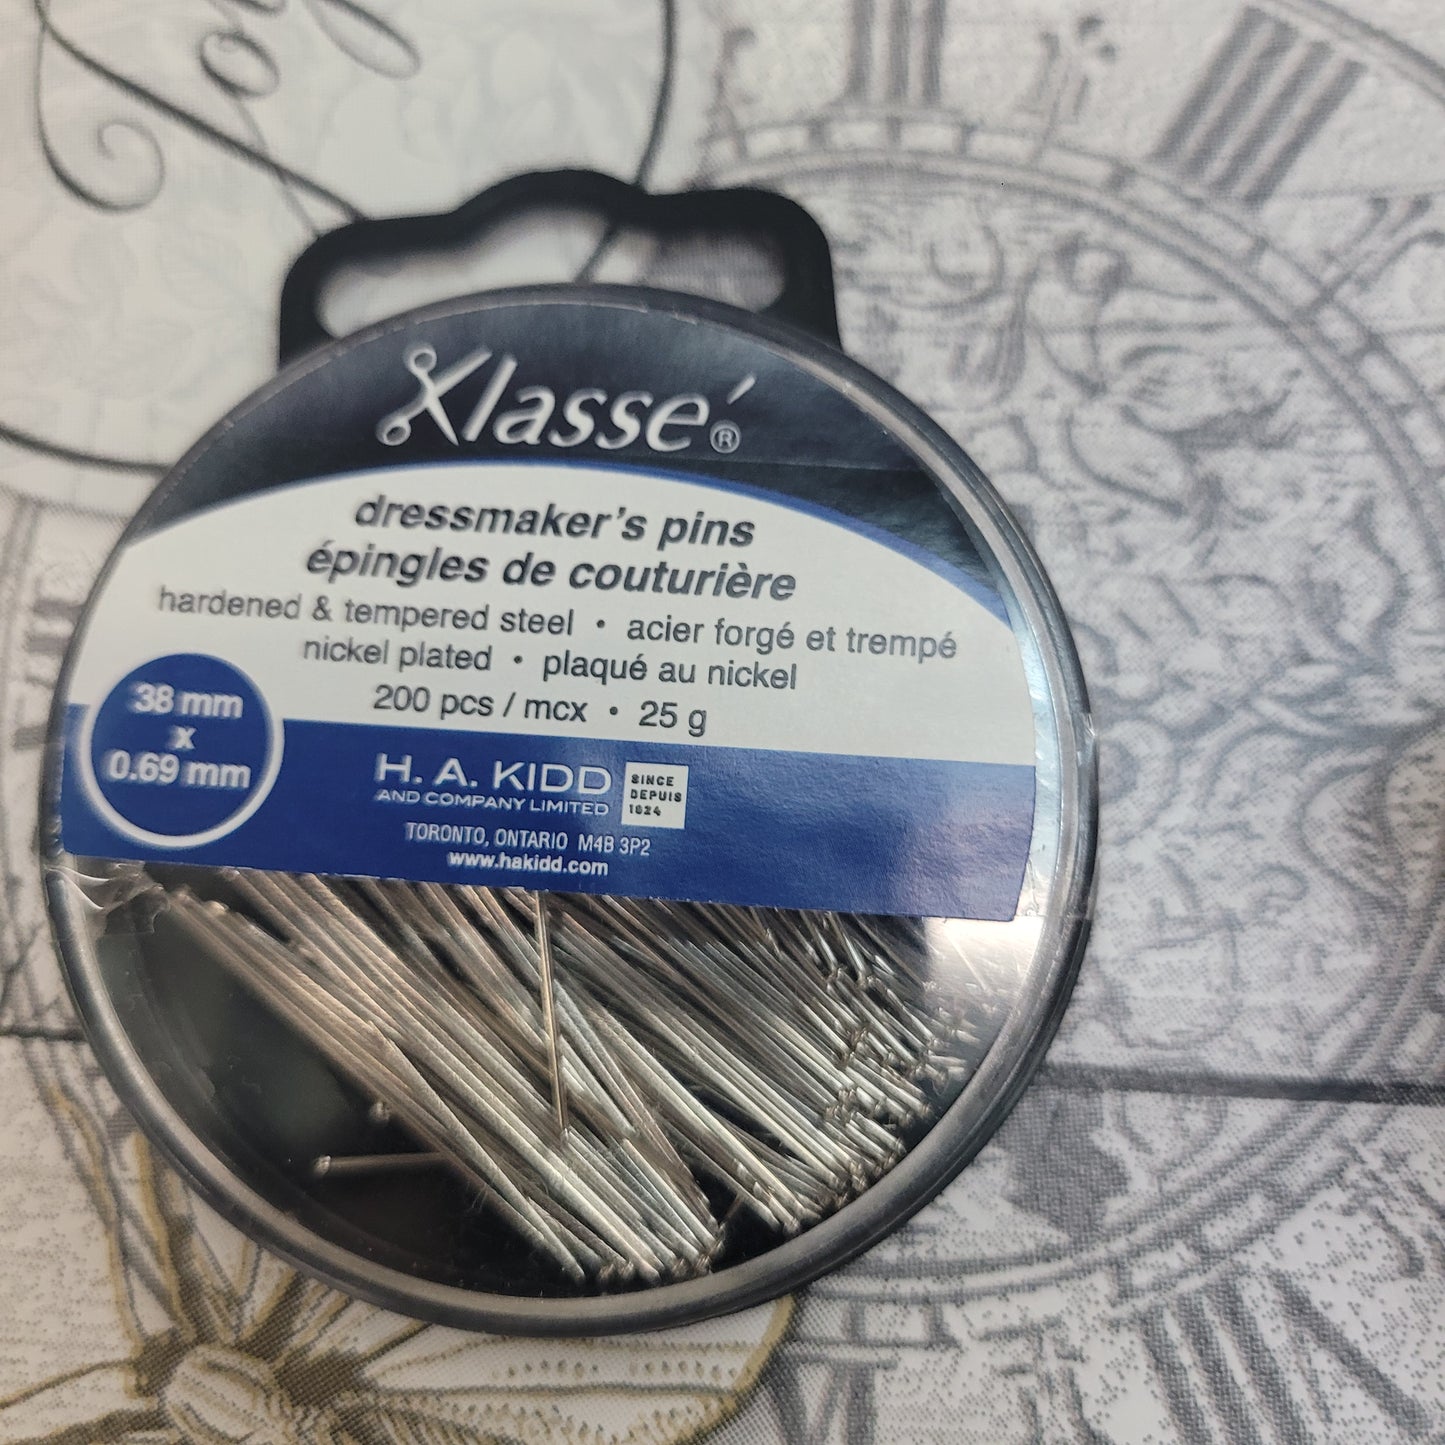 Klassé®
dressmaker's pins
épingles de couturière
hardened & tempered steel • acier forgé et trempé
nickel plated • plaqué au nickel
200 pcs / mcx • 25 g
38 mm
x
0.69 mm
H. A. KIDD
AND COMPANY LIMITED
SINCE
DEPUIS
1824
TORONTO, ONTARIO M4B 3P2
www.hakidd.com